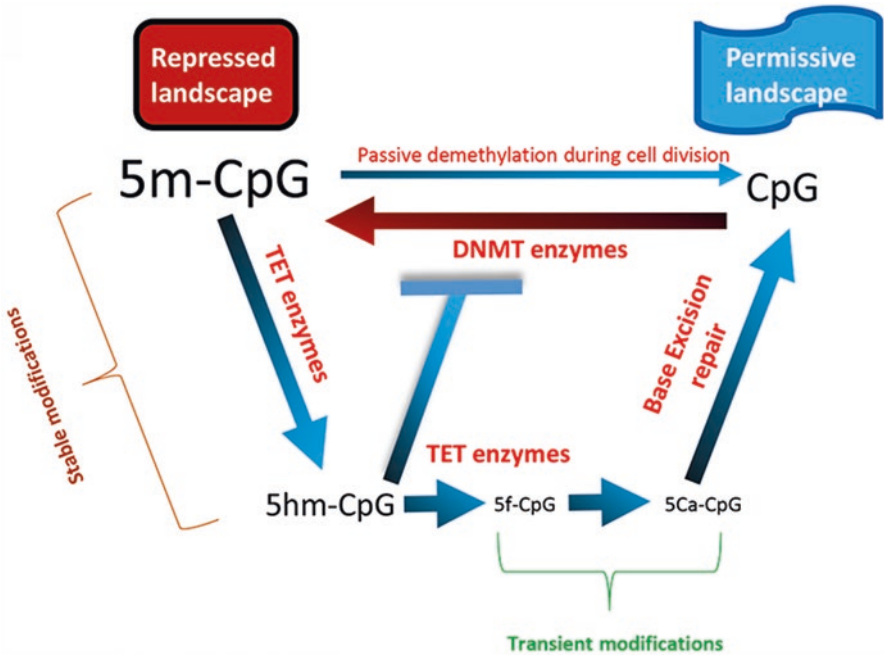 Repressed
landscape
Permissive
landscape
Passive demethylation during cell division
5m-CpG
CpG
DNMT enzymes
TET enzymes
Stable modifications
Base Excision
repair
TET enzymes
5hm-CpG
5f-CpG
5Ca-CpG
Transient modifications